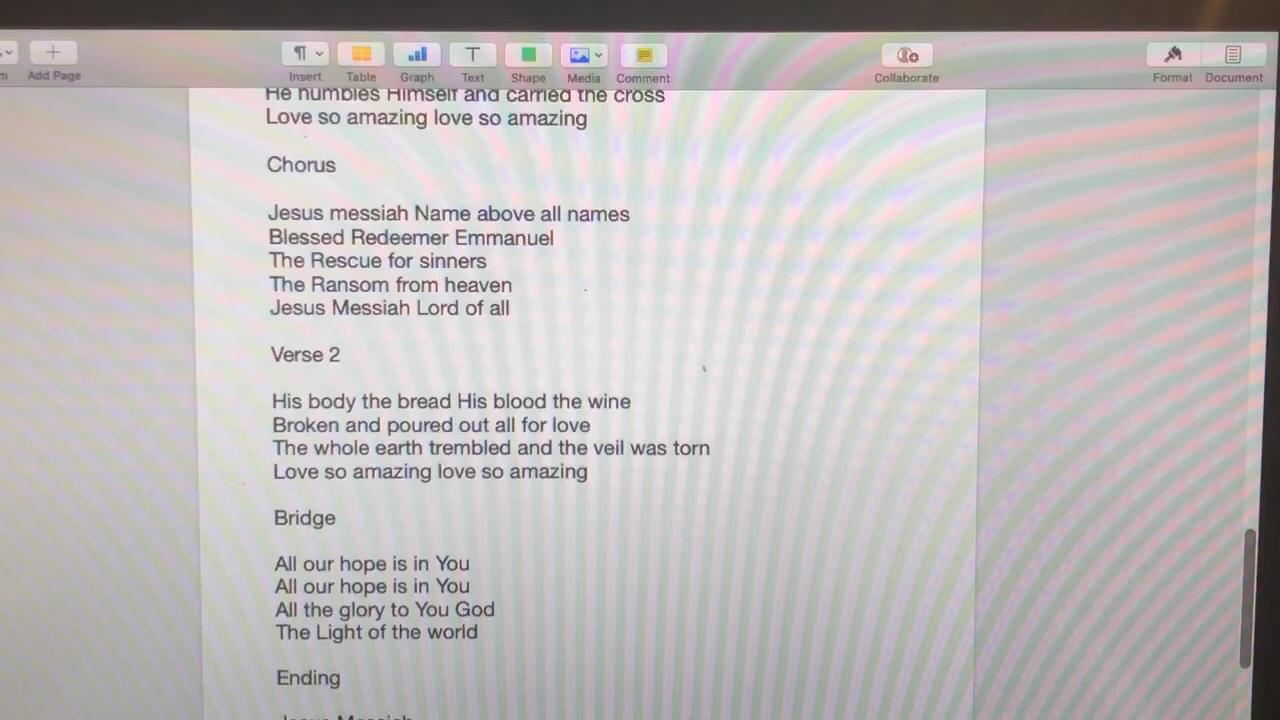 Add Page
Insert
Table
Graph
Text
Shape
Media
Comment
Collaborate
Format
Document
He humbles Himself and carried the cross
Love so amazing love so amazing
Chorus
Jesus messiah Name above all names
Blessed Redeemer Emmanuel
The Rescue for sinners
The Ransom from heaven
Jesus Messiah Lord of all
Verse 2
His body the bread His blood the wine
Broken and poured out all for love
The whole earth trembled and the veil was torn
Love so amazing love so amazing
Bridge
All our hope is in You
All our hope is in You
All the glory to You God
The Light of the world
Ending
Jesus Messiah